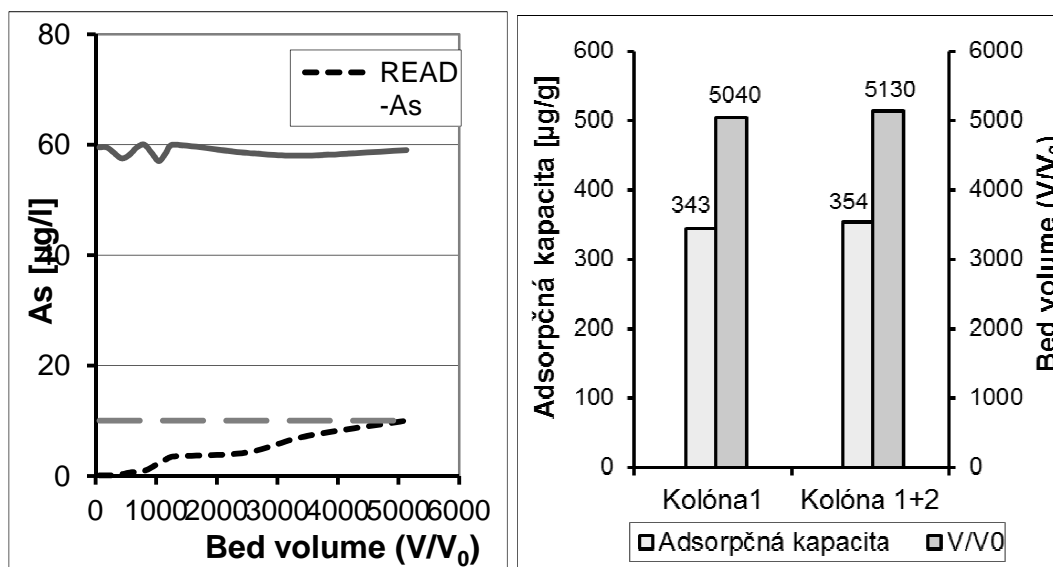 80
60
40
20
0
As [µg/l]
READ
-As
0 1000 2000 3000 4000 5000 6000
Bed volume (V/V0)
600
500
400
300
200
100
0
Adsorpčná kapacita [µg/g]
343
5040
354
5130
6000
5000
4000
3000
2000
1000
0
Bed volume (V/V0)
Kolóna1 Kolóna 1+2
Adsorpčná kapacita V/V0